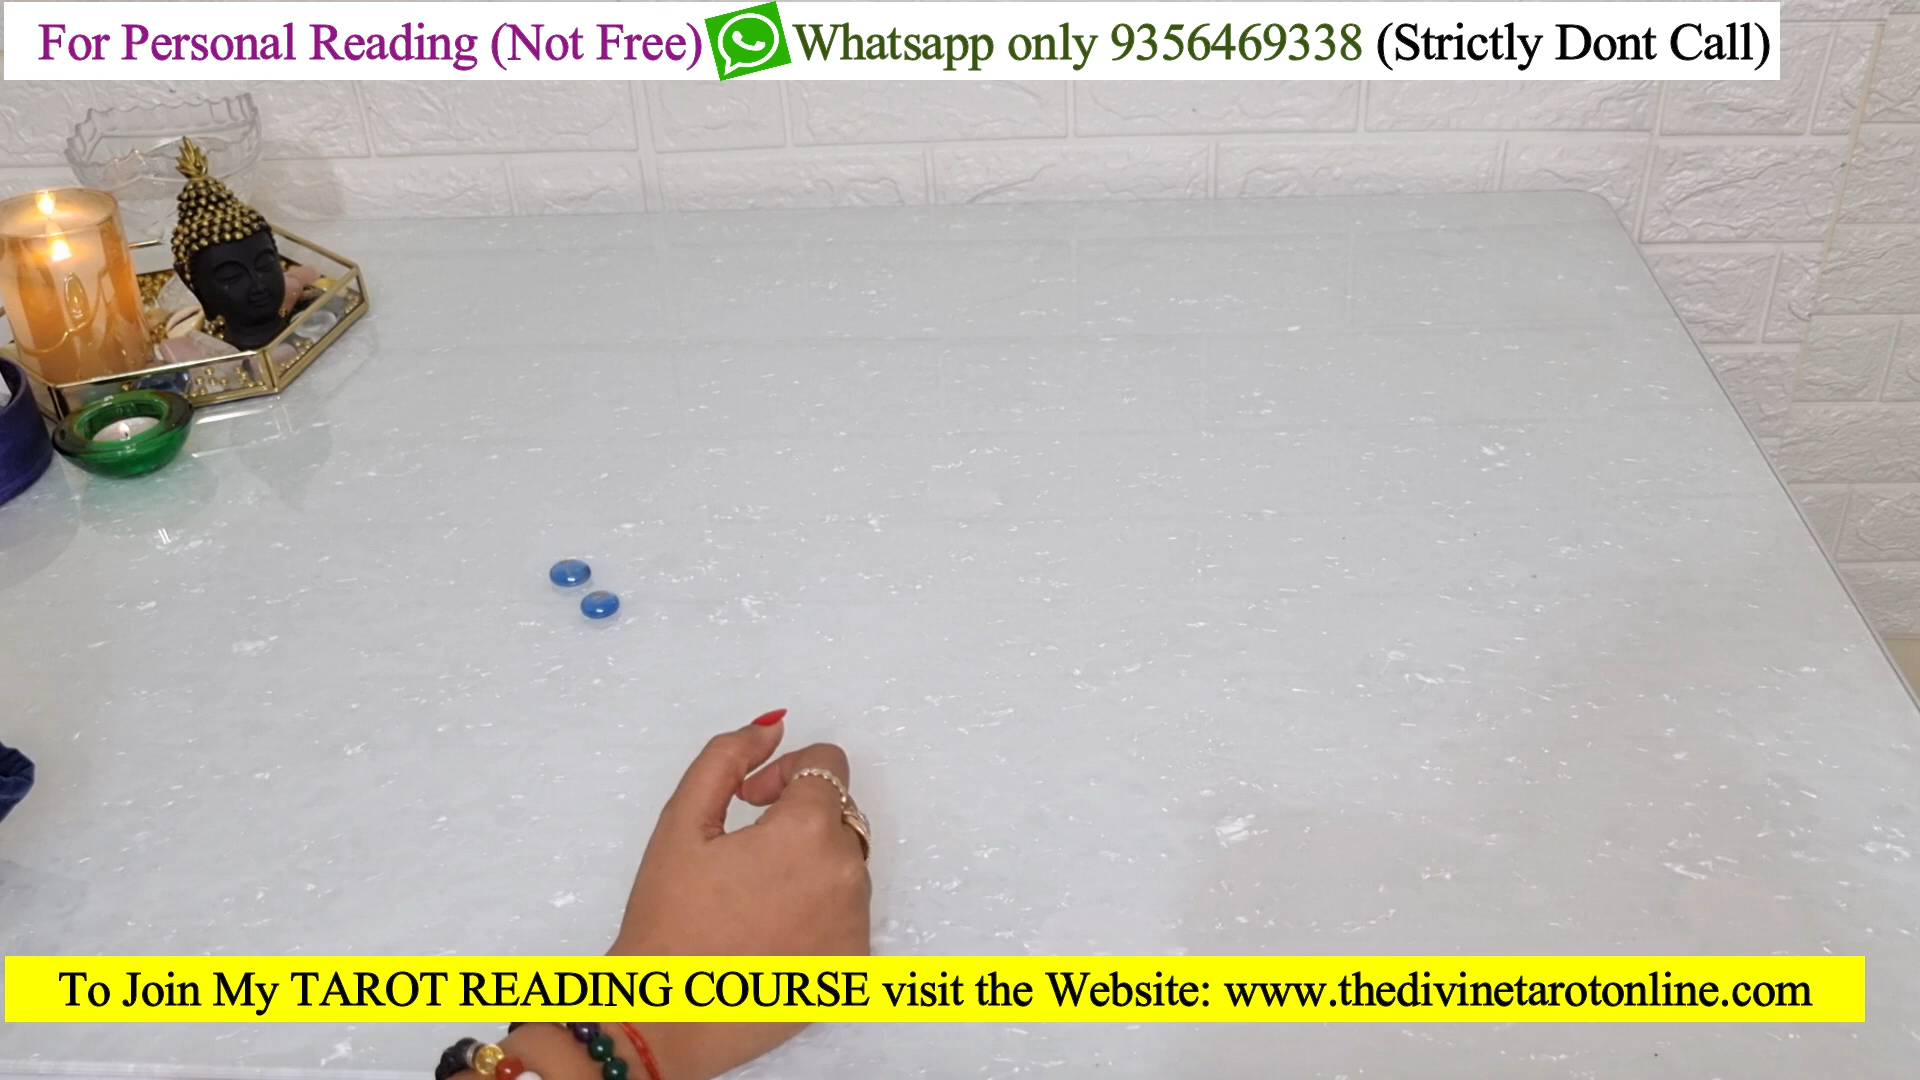 For Personal Reading (Not Free) Whatsapp only 9356469338 (Strictly Dont Call)
To Join My TAROT READING COURSE visit the Website: www.thedivinetarotonline.com